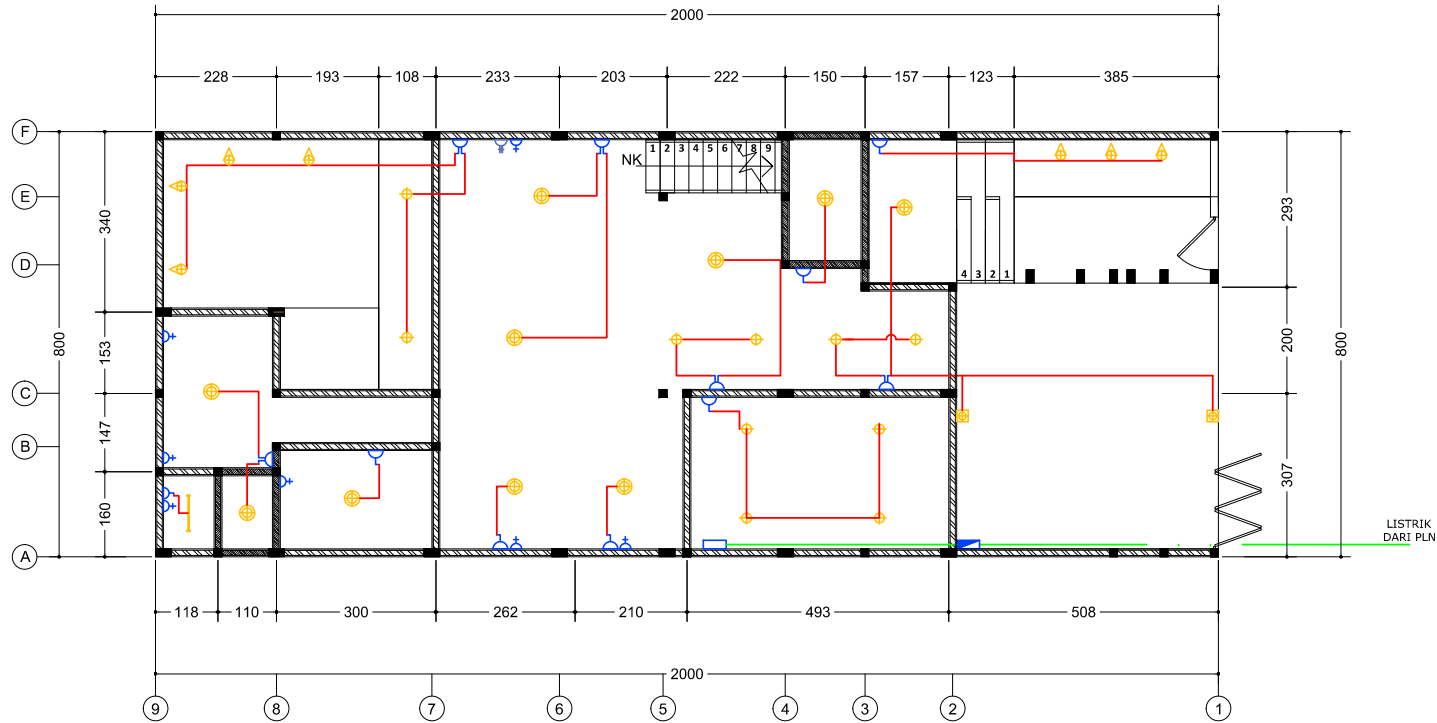 2000
228 193 108 233 203 222 150 157 123 385
F
E
D
C
B
A
800
340
153
147
160
NK
1 2 3 4 5 6 7 8 9
4 3 2 1
293
200
307
800
LISTRIK
DARI PLN
118 110 300 262 210 493 508
2000
9 8 7 6 5 4 3 2 1